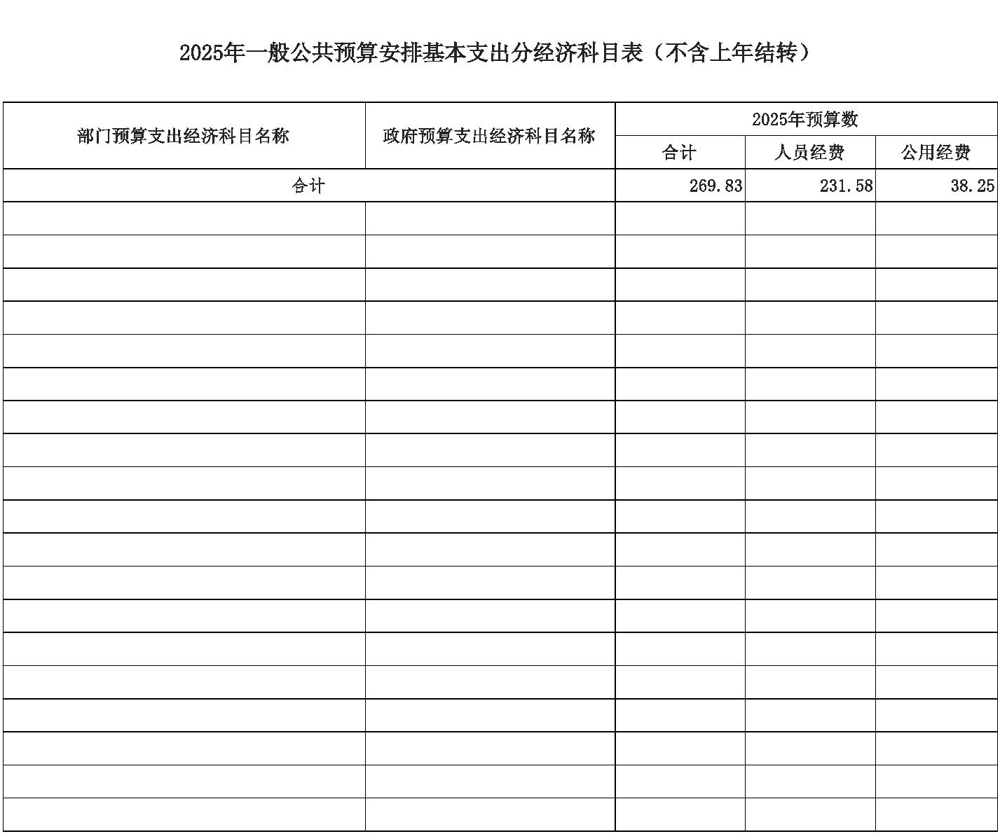 2025年一般公共预算安排基本支出分经济科目表（不含上年结转）
部门预算支出经济科目名称 政府预算支出经济科目名称 2025年预算数
合计 人员经费 公用经费
合计 269.83 231.58 38.25